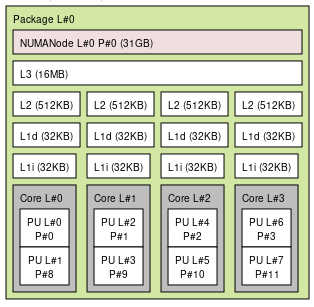 Package L#0
NUMANode L#0 P#0 (31GB)
L3 (16MB)
L2 (512KB) L2 (512KB) L2 (512KB) L2 (512KB)
L1d (32KB) L1d (32KB) L1d (32KB) L1d (32KB)
L1i (32KB) L1i (32KB) L1i (32KB) L1i (32KB)
Core L#0 Core L#1 Core L#2 Core L#3
PU L#0 PU L#2 PU L#4 PU L#6
P#0 P#1 P#2 P#3
PU L#1 PU L#3 PU L#5 PU L#7
P#8 P#9 P#10 P#11